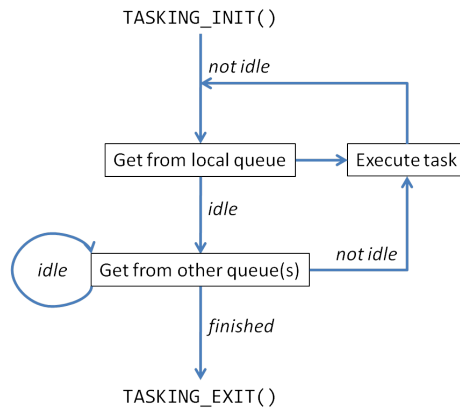 TASKING_INIT()
not idle
Get from local queue
Execute task
idle
Get from other queue(s)
not idle
idle
finished
TASKING_EXIT()